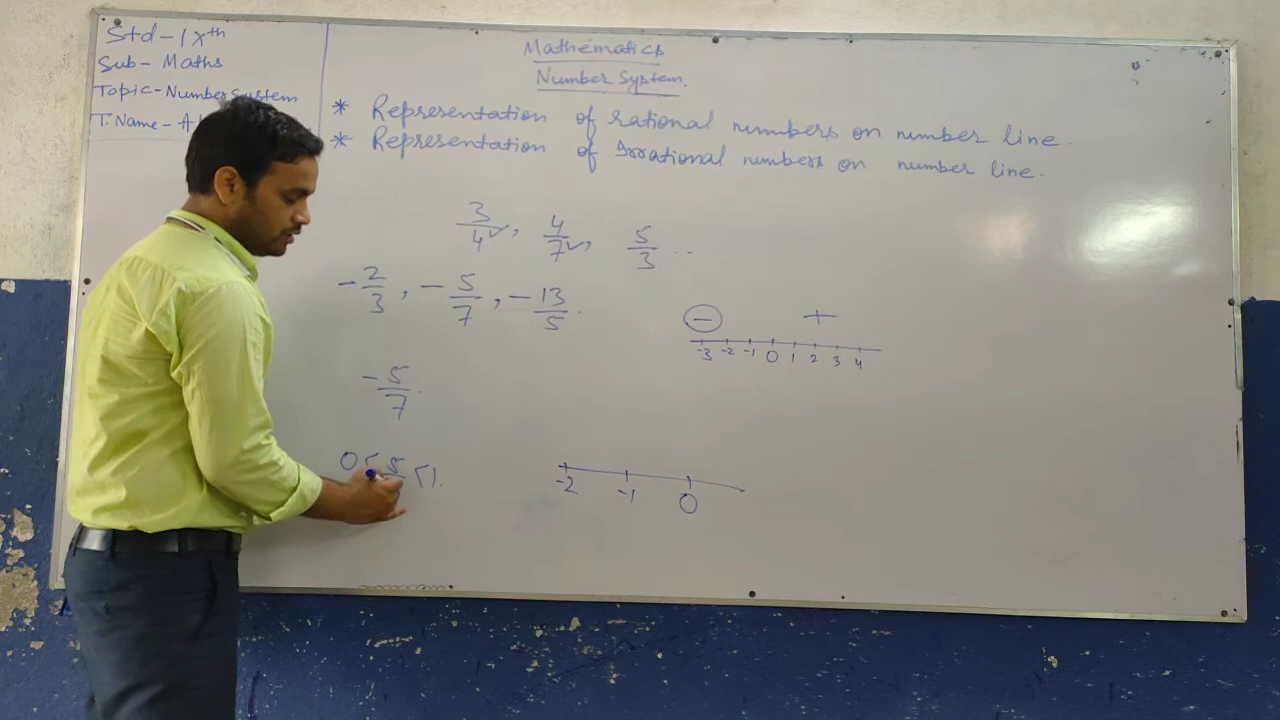 Std - IXth
Sub - Maths
Topic - Number System
T. Name - A
Mathematics
Number System.
* Representation of rational numbers on number line.
* Representation of Irrational numbers on number line.
3/4 ✓, 4/7 ✓, 5/3 ..
-2/3, -5/7, -13/5.
- +
-3 -2 -1 0 1 2 3 4
-5/7.
0 < 5 < 1.
-2 -1 0